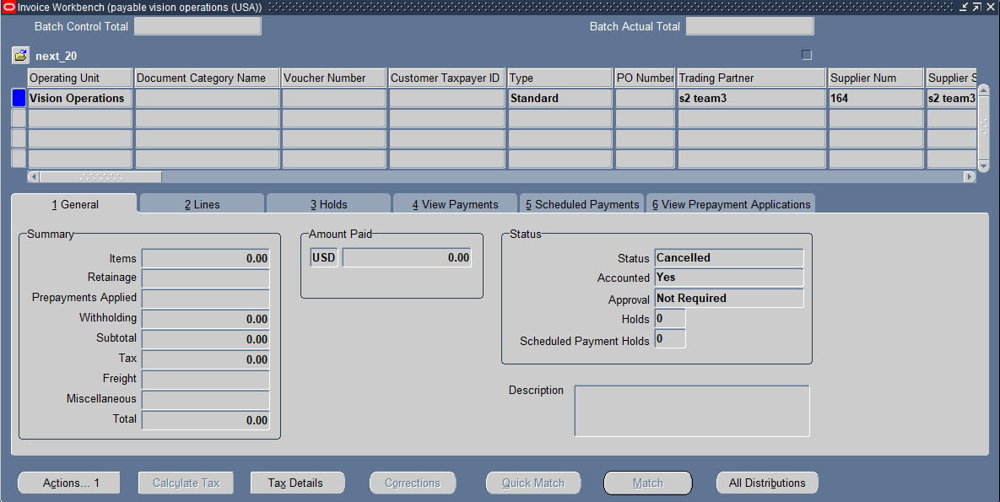 Invoice Workbench (payable vision operations (USA))
Batch Control Total
Batch Actual Total
next_20
Operating Unit Document Category Name Voucher Number Customer Taxpayer ID Type PO Number Trading Partner Supplier Num Supplier S
Vision Operations Standard s2 team3 164 s2 team3
1 General 2 Lines 3 Holds 4 View Payments 5 Scheduled Payments 6 View Prepayment Applications
Summary
Items 0.00
Retainage
Prepayments Applied
Withholding 0.00
Subtotal 0.00
Tax 0.00
Freight
Miscellaneous
Total 0.00
Amount Paid
USD 0.00
Status
Status Cancelled
Accounted Yes
Approval Not Required
Holds 0
Scheduled Payment Holds 0
Description
Actions... 1 Calculate Tax Tax Details Corrections Quick Match Match All Distributions